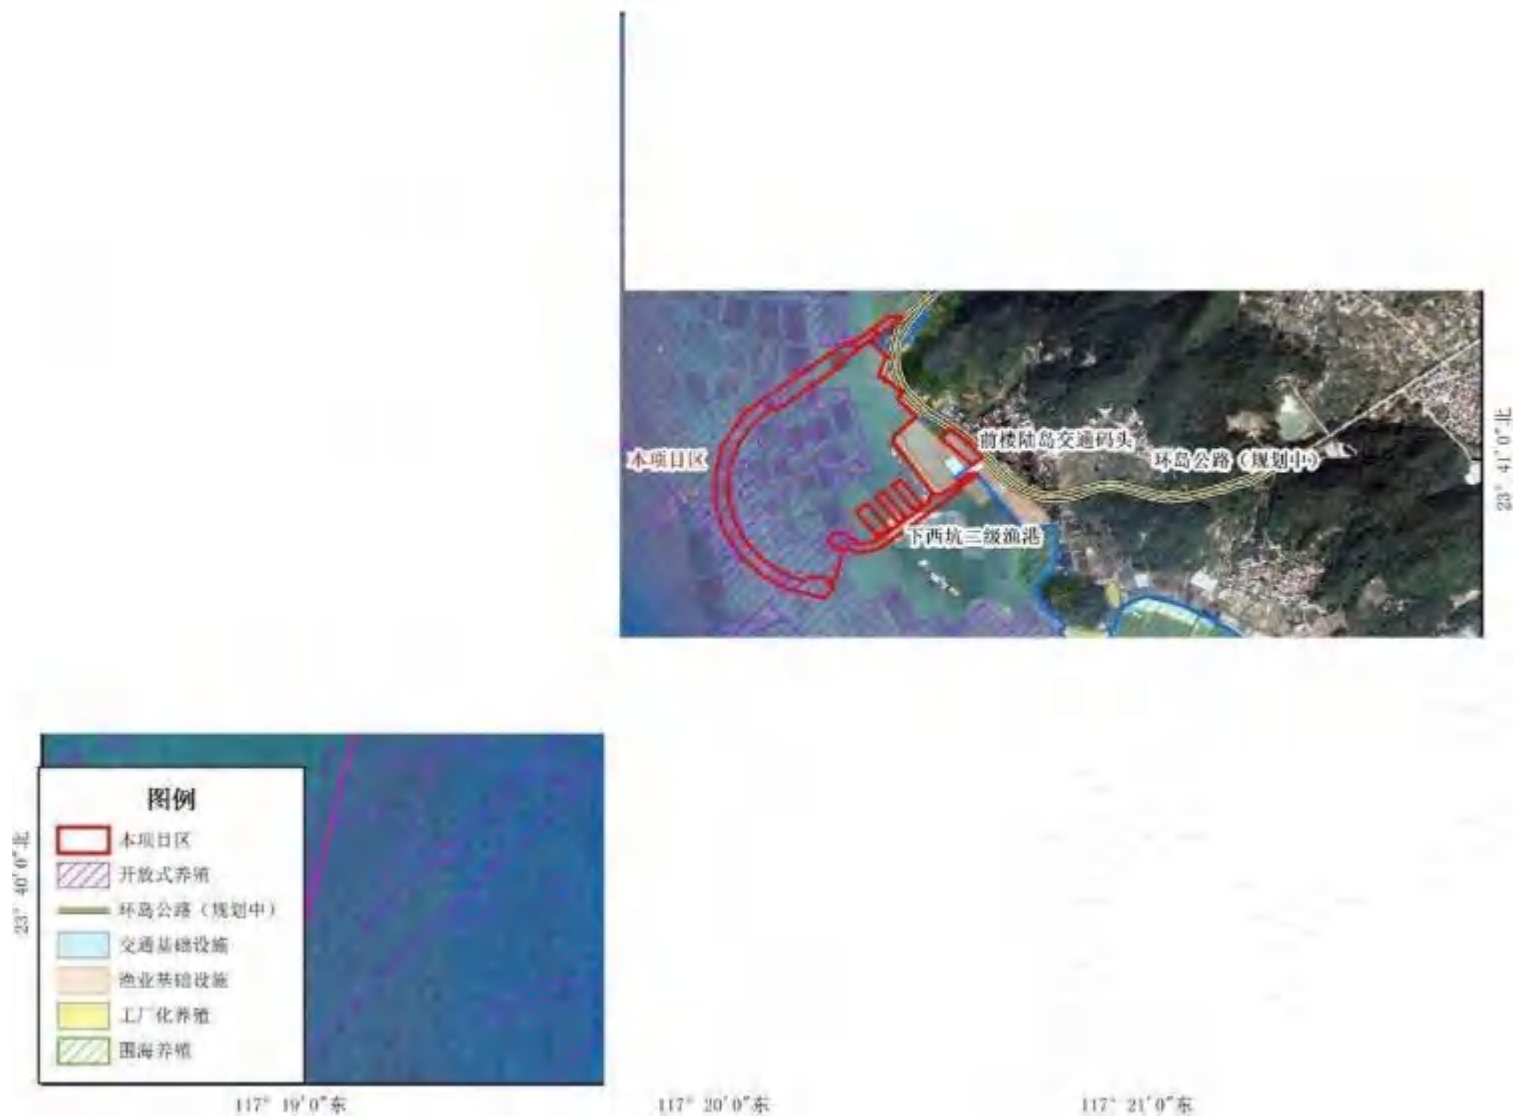 本项目区
前楼陆岛交通码头
环岛公路（规划中）
下西坑二级渔港
23° 41'0"北
图例
本项目区
开放式养殖
环岛公路（规划中）
交通基础设施
渔业基础设施
工厂化养殖
围海养殖
23° 40'0"北
117° 19'0"东
117° 20'0"东
117° 21'0"东